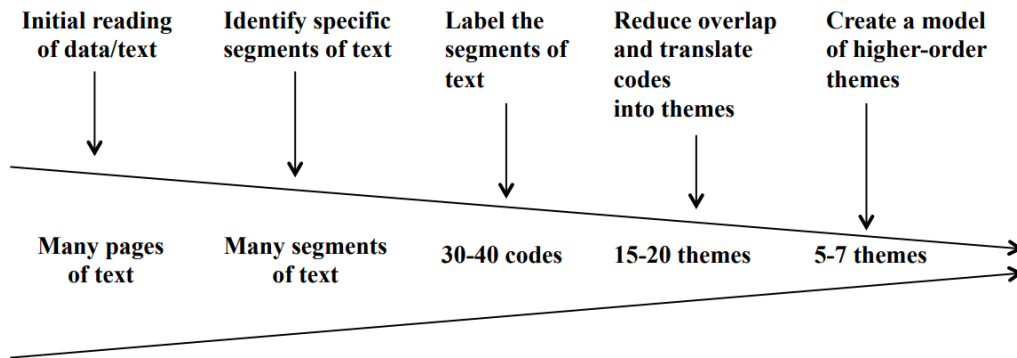 Initial reading
of data/text
Identify specific
segments of text
Label the
segments of
text
Reduce overlap
and translate
codes
into themes
Create a model
of higher-order
themes
Many pages
of text
Many segments
of text
30-40 codes
15-20 themes
5-7 themes